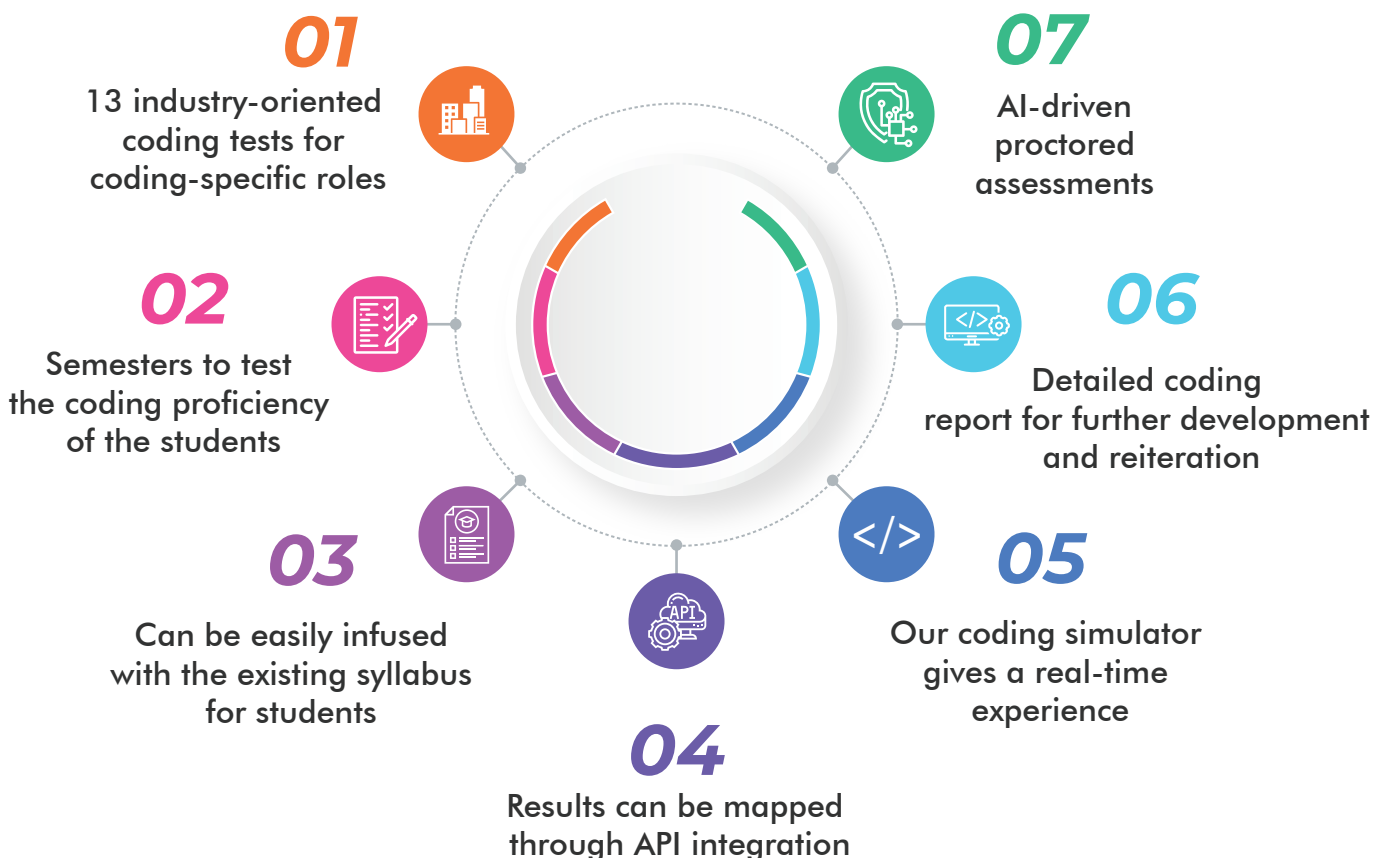 01
13 industry-oriented
coding tests for
coding-specific roles
02
Semesters to test
the coding proficiency
of the students
03
Can be easily infused
with the existing syllabus
for students
API
04
Results can be mapped
through API integration
</>
05
Our coding simulator
gives a real-time
experience
</>
06
Detailed coding
report for further development
and reiteration
07
AI-driven
proctored
assessments